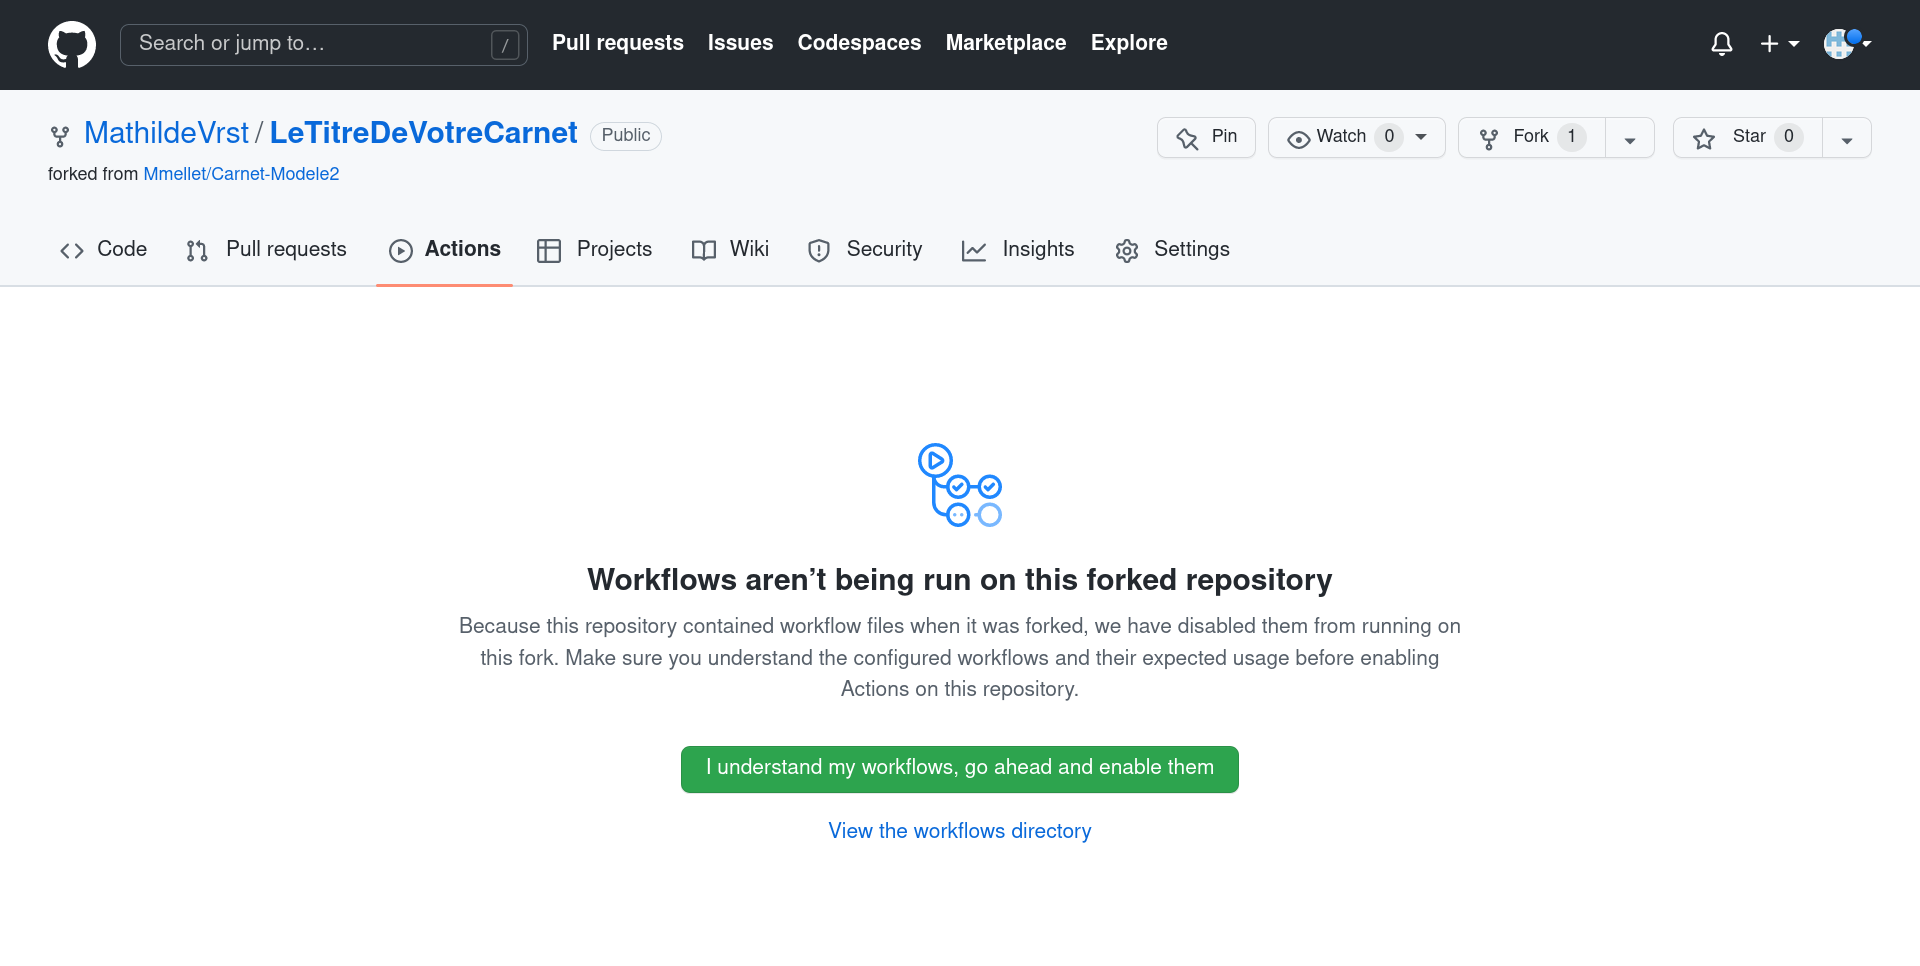 Search or jump to… / Pull requests Issues Codespaces Marketplace Explore
MathildeVrst / LeTitreDeVotreCarnet Public Pin Watch 0 Fork 1 Star 0
forked from Mmellet/Carnet-Modele2
Code Pull requests Actions Projects Wiki Security Insights Settings
Workflows aren’t being run on this forked repository
Because this repository contained workflow files when it was forked, we have disabled them from running on
this fork. Make sure you understand the configured workflows and their expected usage before enabling
Actions on this repository.
I understand my workflows, go ahead and enable them
View the workflows directory